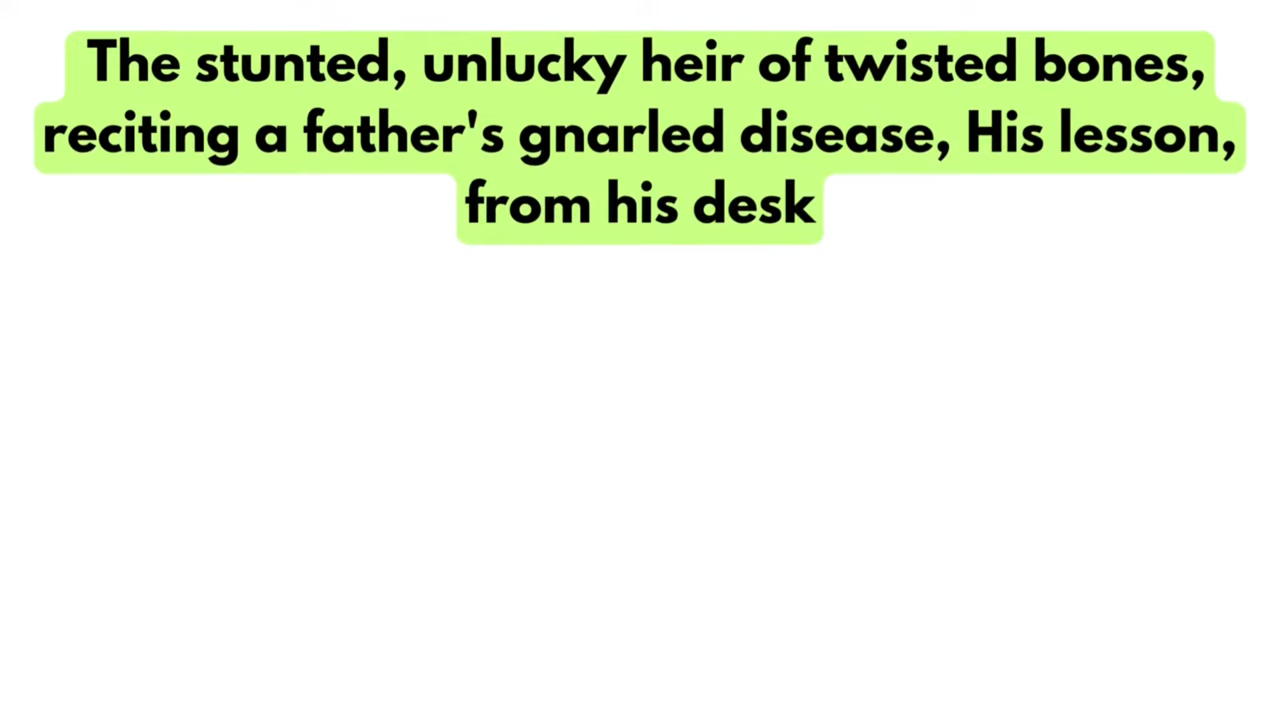 The stunted, unlucky heir of twisted bones,
reciting a father's gnarled disease, His lesson,
from his desk